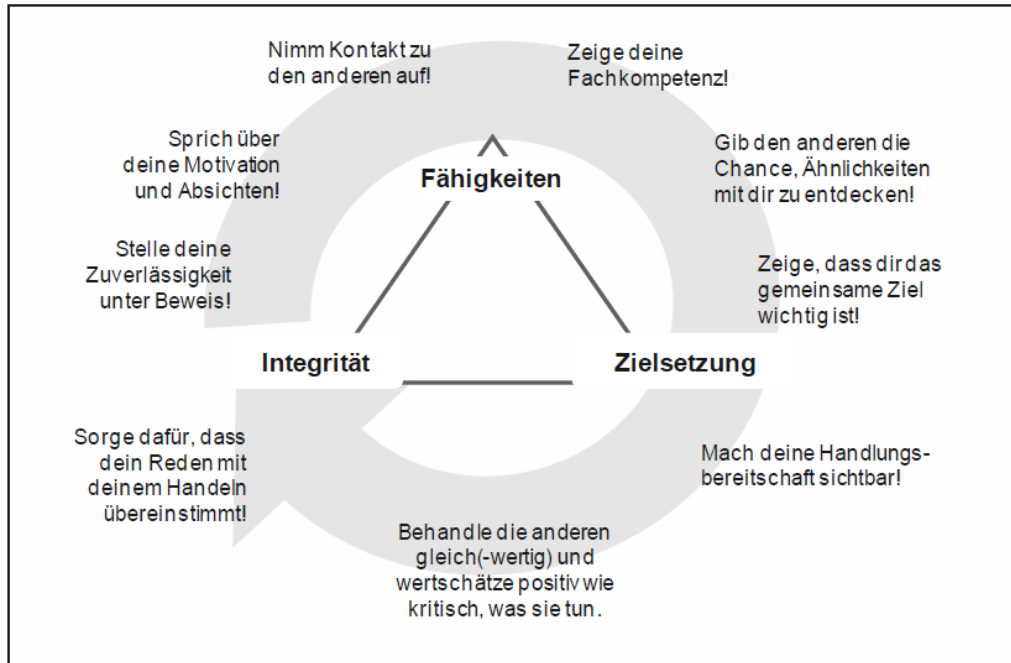 Nimm Kontakt zu
den anderen auf!
Zeige deine
Fachkompetenz!
Sprich über
deine Motivation
und Absichten!
Gib den anderen die
Chance, Ähnlichkeiten
mit dir zu entdecken!
Fähigkeiten
Stelle deine
Zuverlässigkeit
unter Beweis!
Zeige, dass dir das
gemeinsame Ziel
wichtig ist!
Integrität
Zielsetzung
Sorge dafür, dass
dein Reden mit
deinem Handeln
übereinstimmt!
Mach deine Handlungs-
bereitschaft sichtbar!
Behandle die anderen
gleich(-wertig) und
wertschätze positiv wie
kritisch, was sie tun.